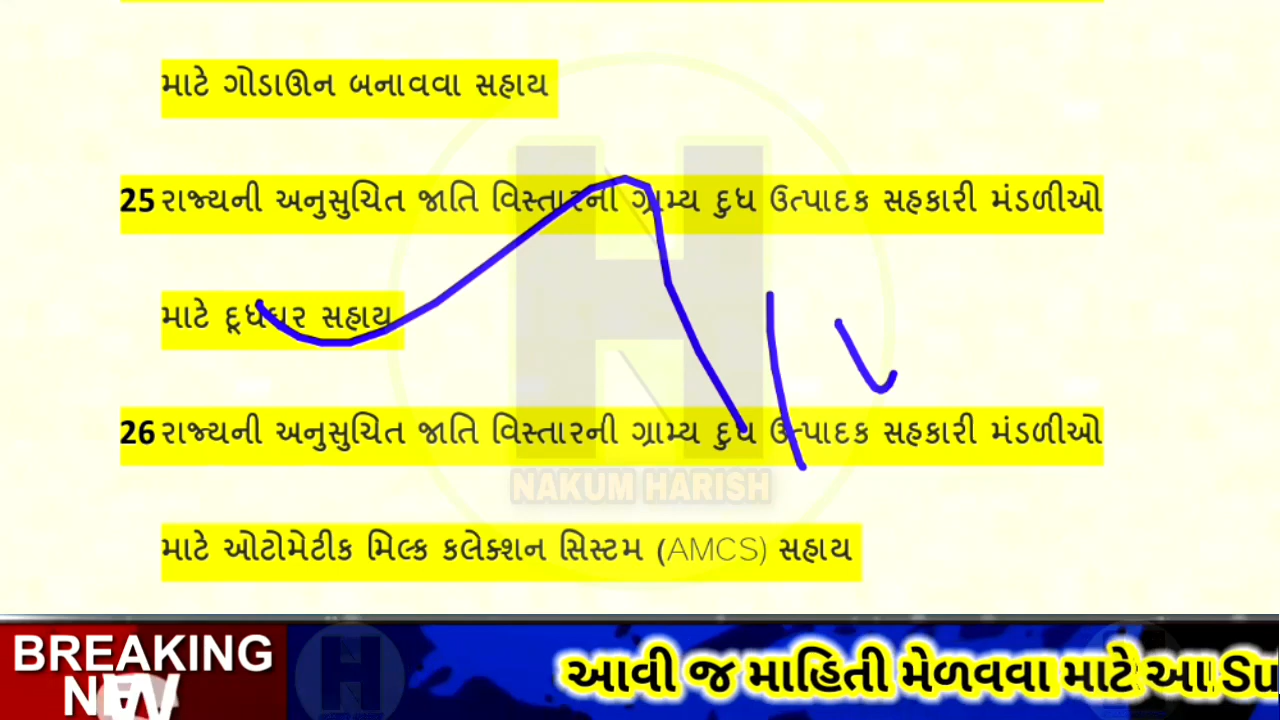 માટે ગોડાઊન બનાવવા સહાય
25 રાજ્યની અનુસુચિત જાતિ વિસ્તારની ગ્રામ્ય દુધ ઉત્પાદક સહકારી મંડળીઓ
માટે દૂધઘર સહાય
26 રાજ્યની અનુસુચિત જાતિ વિસ્તારની ગ્રામ્ય દુધ ઉત્પાદક સહકારી મંડળીઓ
NAKUM HARISH
માટે ઓટોમેટીક મિલ્ક કલેક્શન સિસ્ટમ (AMCS) સહાય
BREAKING
આવી જ માહિતી મેળવવા માટે આ